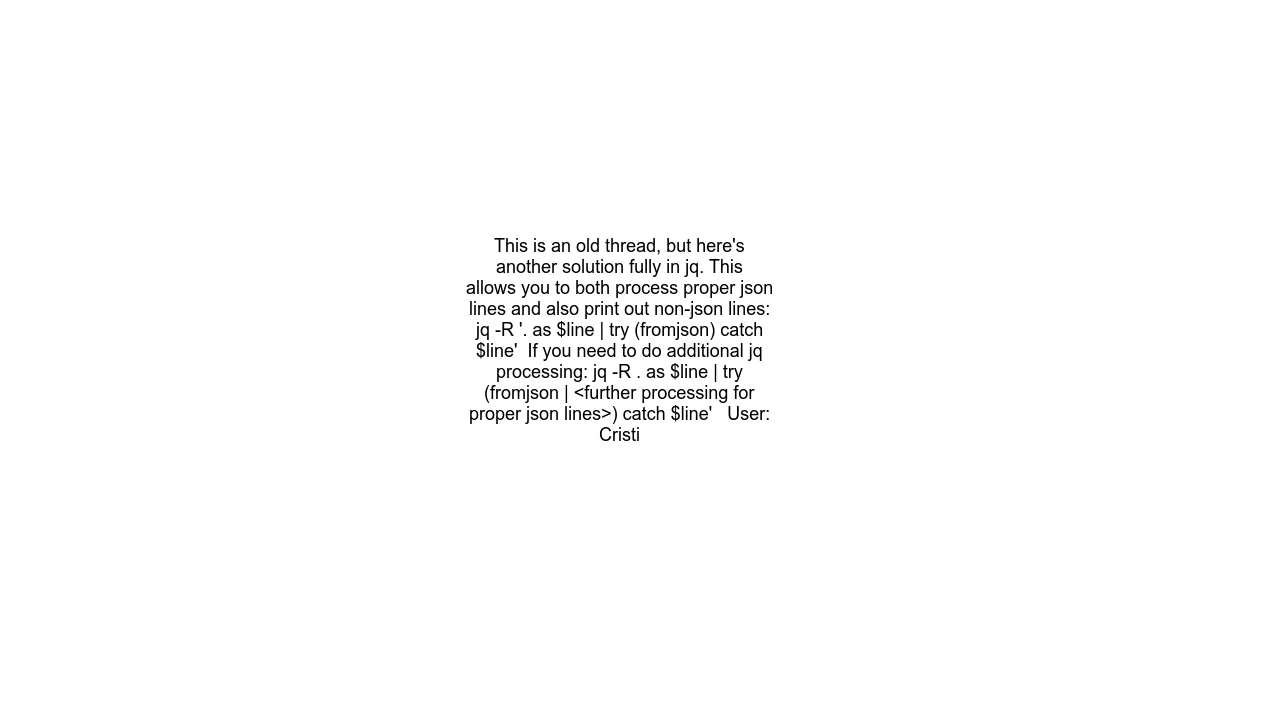 This is an old thread, but here's
another solution fully in jq. This
allows you to both process proper json
lines and also print out non-json lines:
jq -R '. as $line | try (fromjson) catch
$line'  If you need to do additional jq
processing: jq -R . as $line | try
(fromjson | <further processing for
proper json lines>) catch $line'   User:
Cristi